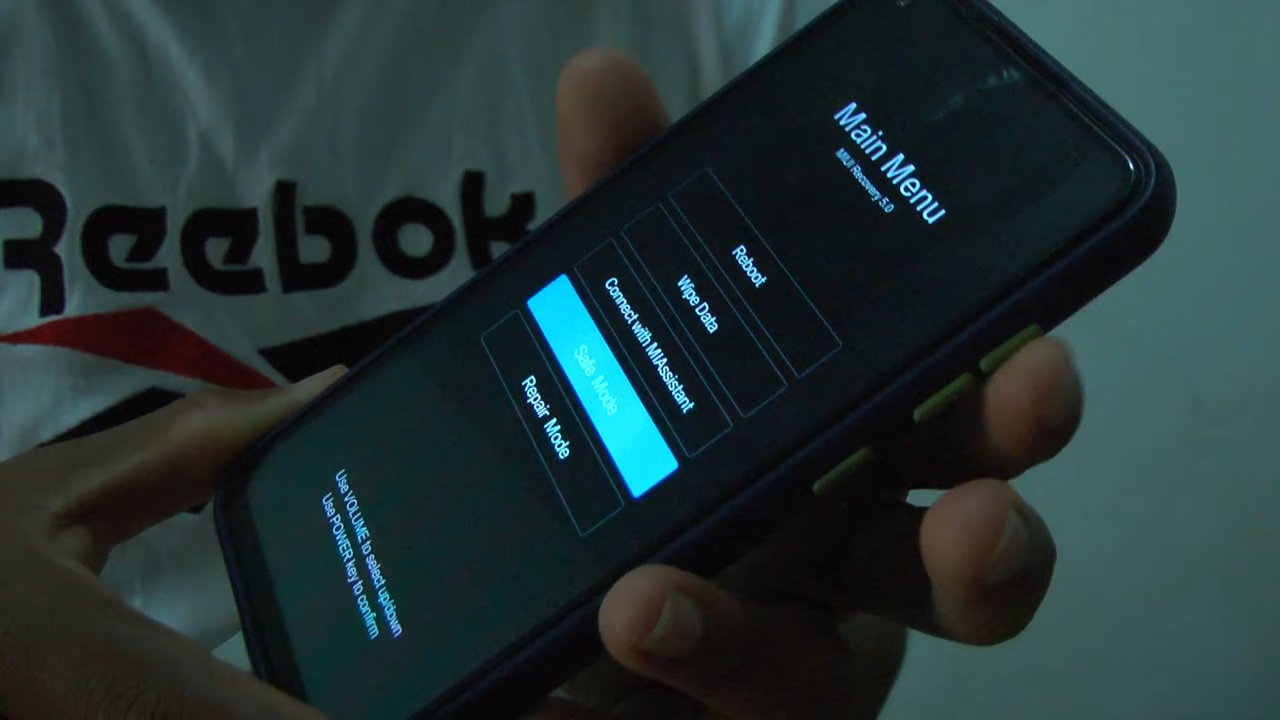 Reebok
Main Menu
MIUI Recovery 5.0
Reboot
Wipe Data
Connect with MIAssistant
Safe Mode
Repair Mode
Use VOLUME to select up/down
Use POWER key to confirm